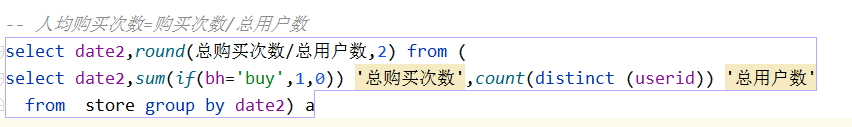 -- 人均购买次数=购买次数/总用户数
select date2,round(总购买次数/总用户数,2) from (
select date2,sum(if(bh='buy',1,0)) '总购买次数',count(distinct (userid)) '总用户数'
from  store group by date2) a